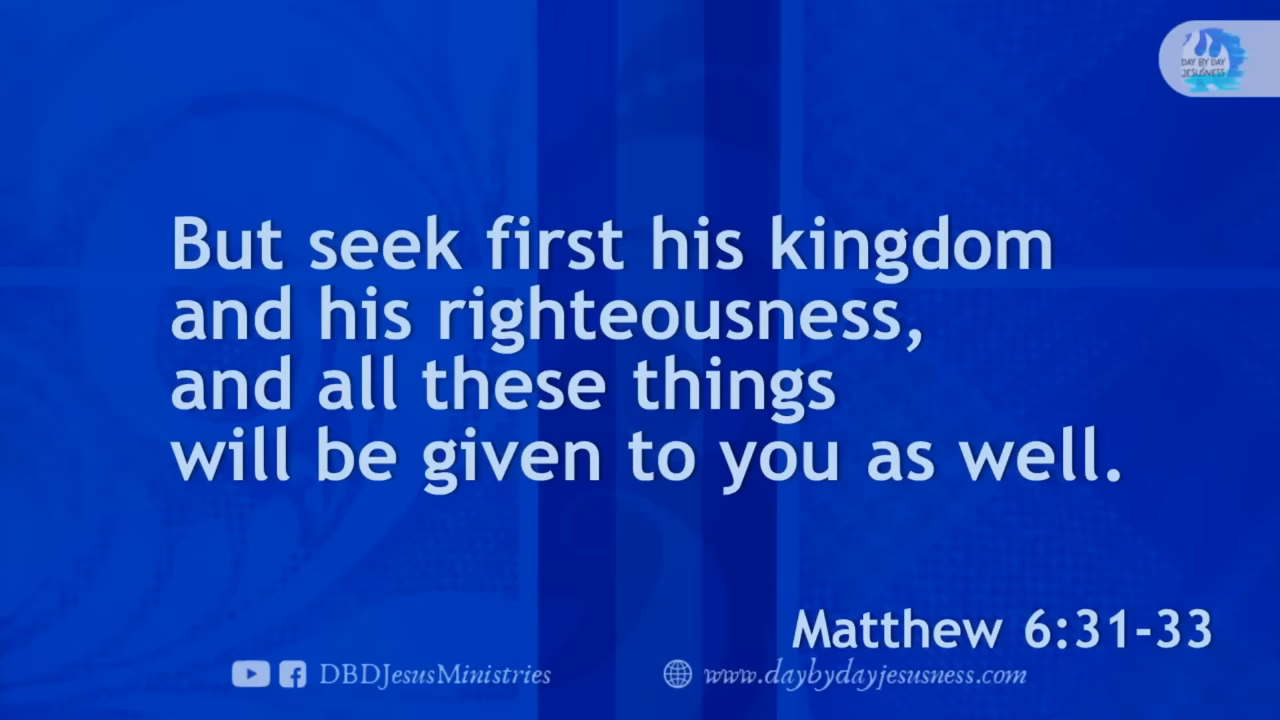 DAY BY DAY
JESUSNESS
But seek first his kingdom
and his righteousness,
and all these things
will be given to you as well.
Matthew 6:31-33
DBDJesusMinistries
www.daybydayjesusness.com